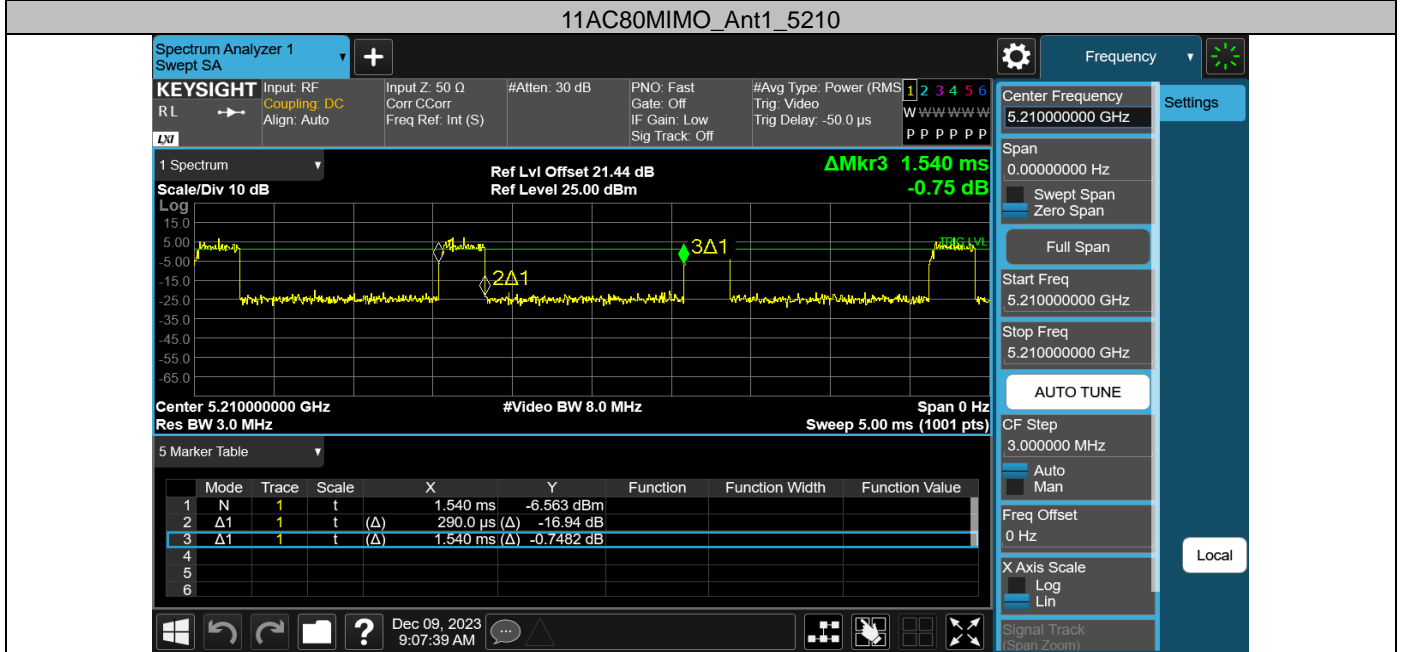 11AC80MIMO_Ant1_5210
Spectrum Analyzer 1
Swept SA
+
Frequency
KEYSIGHT
RL
LXI
Input: RF
Coupling: DC
Align: Auto
Input Z: 50 Ω
Corr CCorr
Freq Ref: Int (S)
#Atten: 30 dB
PNO: Fast
Gate: Off
IF Gain: Low
Sig Track: Off
#Avg Type: Power (RMS
Trig: Video
Trig Delay: -50.0 µs
1 2 3 4 5 6
W W W W W W
P P P P P P
1 Spectrum
Scale/Div 10 dB
Ref Lvl Offset 21.44 dB
Ref Level 25.00 dBm
ΔMkr3 1.540 ms
-0.75 dB
Log
15.0
5.00
-5.00
-15.0
-25.0
-35.0
-45.0
-55.0
-65.0
TRIG LVL
3Δ1
2Δ1
Center 5.210000000 GHz
Res BW 3.0 MHz
#Video BW 8.0 MHz
Span 0 Hz
Sweep 5.00 ms (1001 pts)
5 Marker Table
Mode Trace Scale X Y Function Function Width Function Value
1 N 1 t 1.540 ms -6.563 dBm
2 Δ1 1 t (Δ) 290.0 µs (Δ) -16.94 dB
3 Δ1 1 t (Δ) 1.540 ms (Δ) -0.7482 dB
4
5
6
?
Dec 09, 2023
9:07:39 AM
Center Frequency
5.210000000 GHz
Span
0.00000000 Hz
Swept Span
Zero Span
Full Span
Start Freq
5.210000000 GHz
Stop Freq
5.210000000 GHz
AUTO TUNE
CF Step
3.000000 MHz
Auto
Man
Freq Offset
0 Hz
X Axis Scale
Log
Lin
Signal Track
(Span Zoom)
Settings
Local